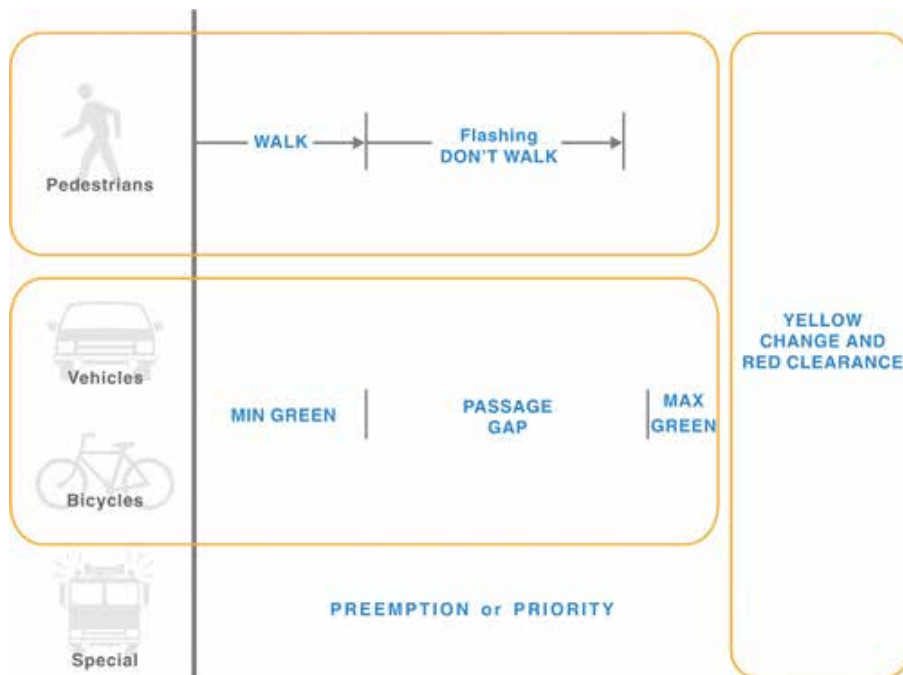 Pedestrians
WALK
Flashing
DON'T WALK
Vehicles
Bicycles
MIN GREEN
PASSAGE
GAP
MAX
GREEN
YELLOW
CHANGE AND
RED CLEARANCE
Special
PREEMPTION or PRIORITY